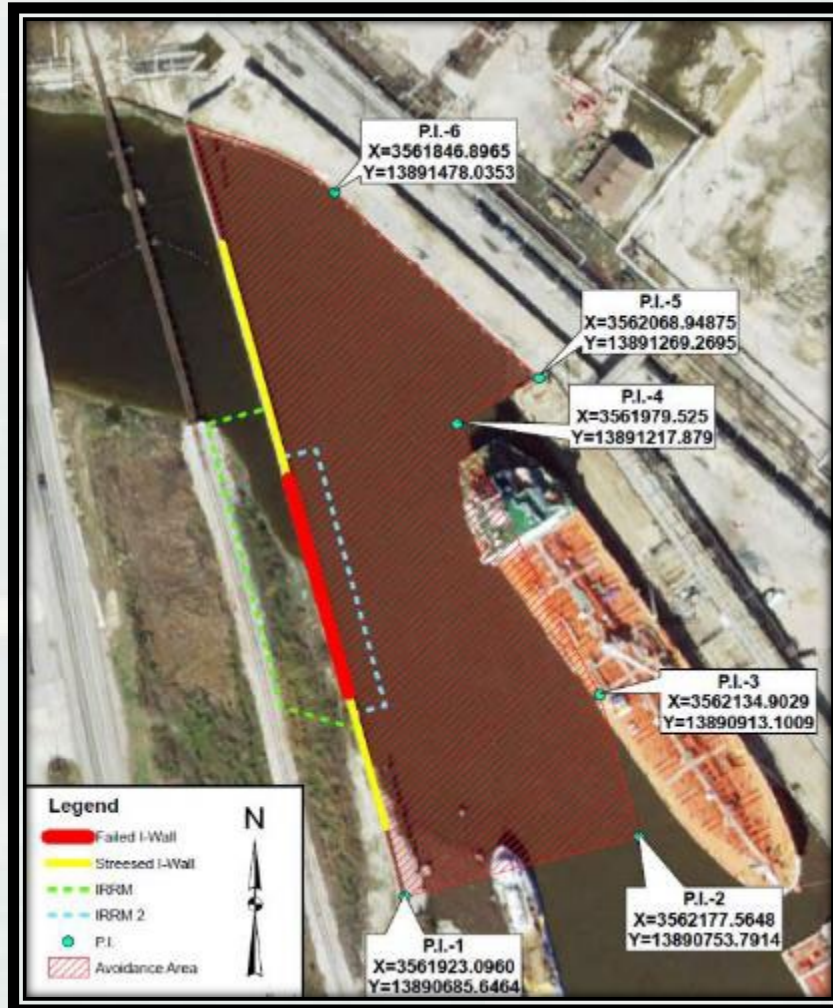 P.I.-6
X=3561846.8965
Y=13891478.0353
P.I.-5
X=3562068.94875
Y=13891269.2695
P.I.-4
X=3561979.525
Y=13891217.879
P.I.-3
X=3562134.9029
Y=13890913.1009
P.I.-2
X=3562177.5648
Y=13890753.7914
P.I.-1
X=3561923.0960
Y=13890685.6464
Legend
Failed I-Wall
Streesed I-Wall
IRRM
IRRM 2
P.I.
Avoidance Area
N